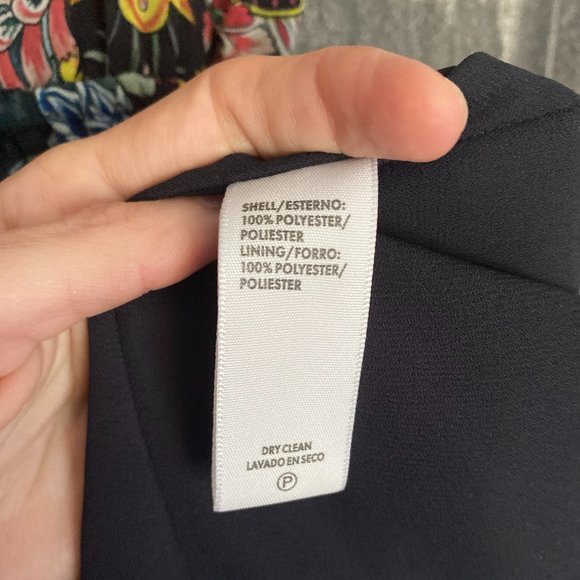 SHELL/ESTERNO:
100% POLYESTER/
POLIESTER
LINING/FORRO:
100% POLYESTER/
POLIESTER
DRY CLEAN
LAVADO EN SECO
P